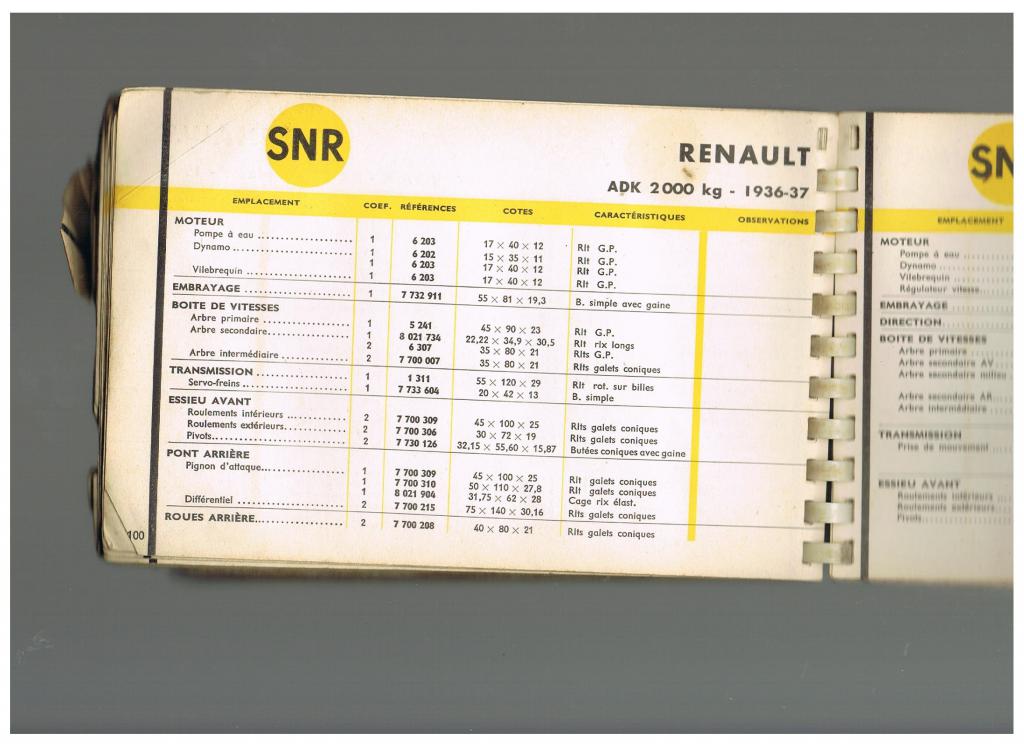 SNR
RENAULT
ADK 2000 kg - 1936-37
EMPLACEMENT COEF. RÉFÉRENCES COTES CARACTÉRISTIQUES OBSERVATIONS
MOTEUR
Pompe à eau .................... 1 6 203 17 × 40 × 12 Rlt G.P.
Dynamo .................... 1 6 202 15 × 35 × 11 Rlt G.P.
1 6 203 17 × 40 × 12 Rlt G.P.
Vilebrequin .................... 1 6 203 17 × 40 × 12 Rlt G.P.
EMBRAYAGE .................... 1 7 732 911 55 × 81 × 19,3 B. simple avec gaine
BOITE DE VITESSES
Arbre primaire .................... 1 5 241 45 × 90 × 23 Rlt G.P.
Arbre secondaire.................... 1 8 021 734 22,22 × 34,9 × 30,5 Rlt rlx longs
2 6 307 35 × 80 × 21 Rlts G.P.
Arbre intermédiaire .................... 2 7 700 007 35 × 80 × 21 Rlts galets coniques
TRANSMISSION .................... 1 1 311 55 × 120 × 29 Rlt rot. sur billes
Servo-freins .................... 1 7 733 604 20 × 42 × 13 B. simple
ESSIEU AVANT
Roulements intérieurs .................... 2 7 700 309 45 × 100 × 25 Rlts galets coniques
Roulements extérieurs.................... 2 7 700 306 30 × 72 × 19 Rlts galets coniques
Pivots.................... 2 7 730 126 32,15 × 55,60 × 15,87 Butées coniques avec gaine
PONT ARRIÈRE
Pignon d'attaque.................... 1 7 700 309 45 × 100 × 25 Rlt galets coniques
1 7 700 310 50 × 110 × 27,8 Rlt galets coniques
1 8 021 904 31,75 × 62 × 28 Cage rlx élast.
Différentiel .................... 2 7 700 215 75 × 140 × 30,16 Rlts galets coniques
ROUES ARRIÈRE.................... 2 7 700 208 40 × 80 × 21 Rlts galets coniques
100
SN
EMPLACEMENT
MOTEUR
Pompe à eau
Dynamo
Vilebrequin
Régulateur vitesse
EMBRAYAGE
DIRECTION
BOITE DE VITESSES
Arbre primaire
Arbre secondaire AV
Arbre secondaire milieu
Arbre secondaire AR
Arbre intermédiaire
TRANSMISSION
Prise de mouvement
ESSIEU AVANT
Roulements intérieurs
Roulements extérieurs
Pivots